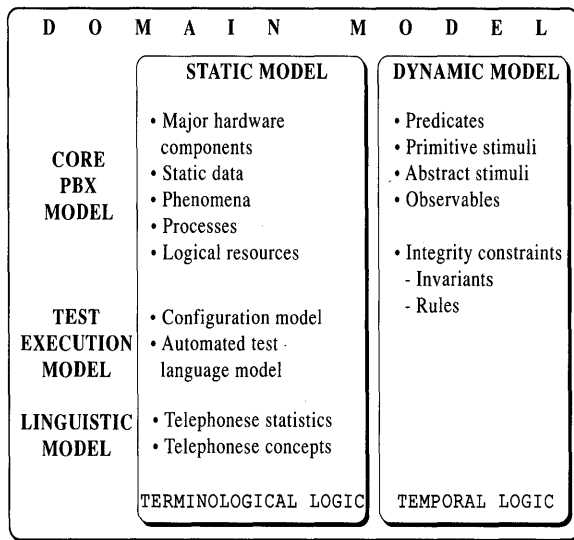 D O M A I N M O D E L
STATIC MODEL
DYNAMIC MODEL
CORE
PBX
MODEL
• Major hardware
components
• Static data
• Phenomena
• Processes
• Logical resources
• Predicates
• Primitive stimuli
• Abstract stimuli
• Observables
• Integrity constraints
- Invariants
- Rules
TEST
EXECUTION
MODEL
• Configuration model
• Automated test
language model
LINGUISTIC
MODEL
• Telephonese statistics
• Telephonese concepts
TERMINOLOGICAL LOGIC
TEMPORAL LOGIC